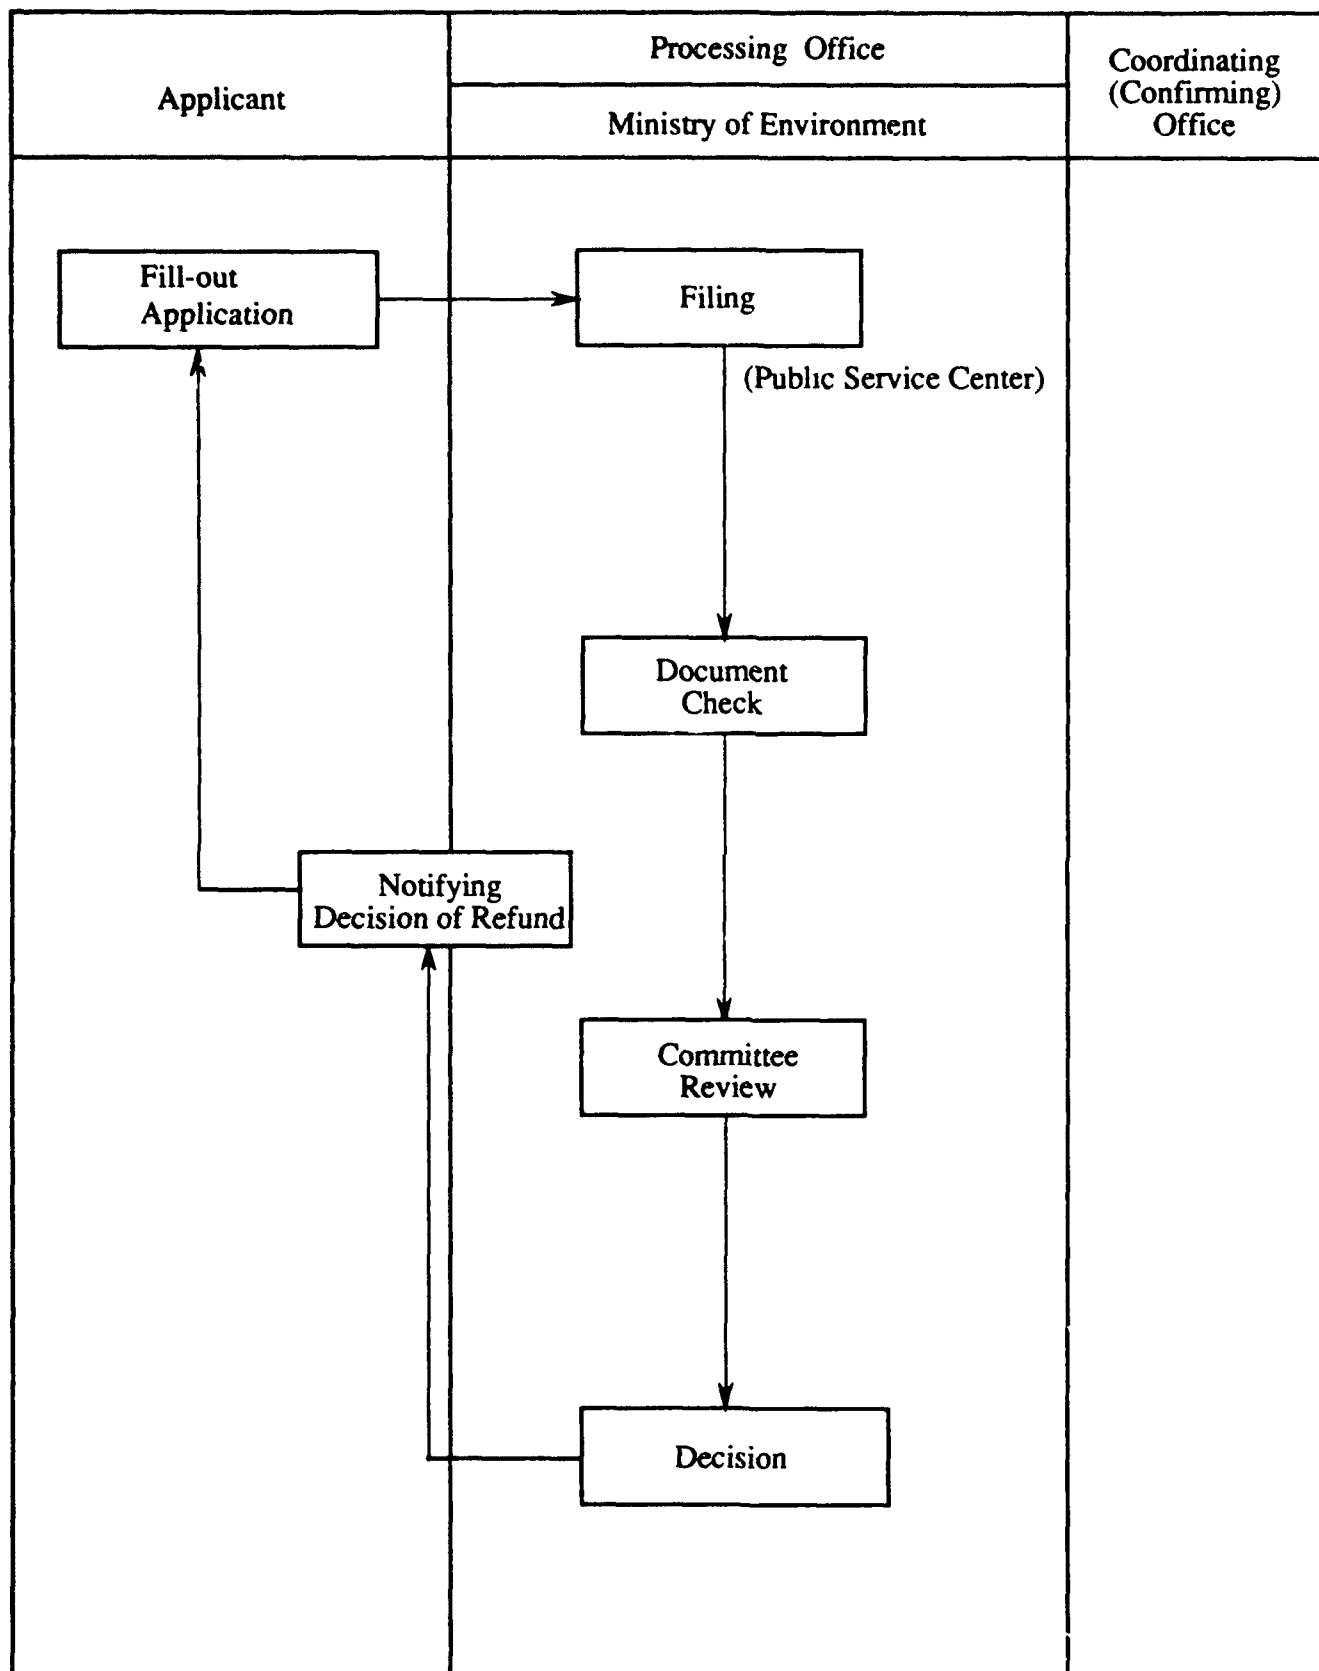 Applicant
Processing Office
Ministry of Environment
Coordinating
(Confirming)
Office
Fill-out
Application
Filing
(Public Service Center)
Document
Check
Notifying
Decision of Refund
Committee
Review
Decision